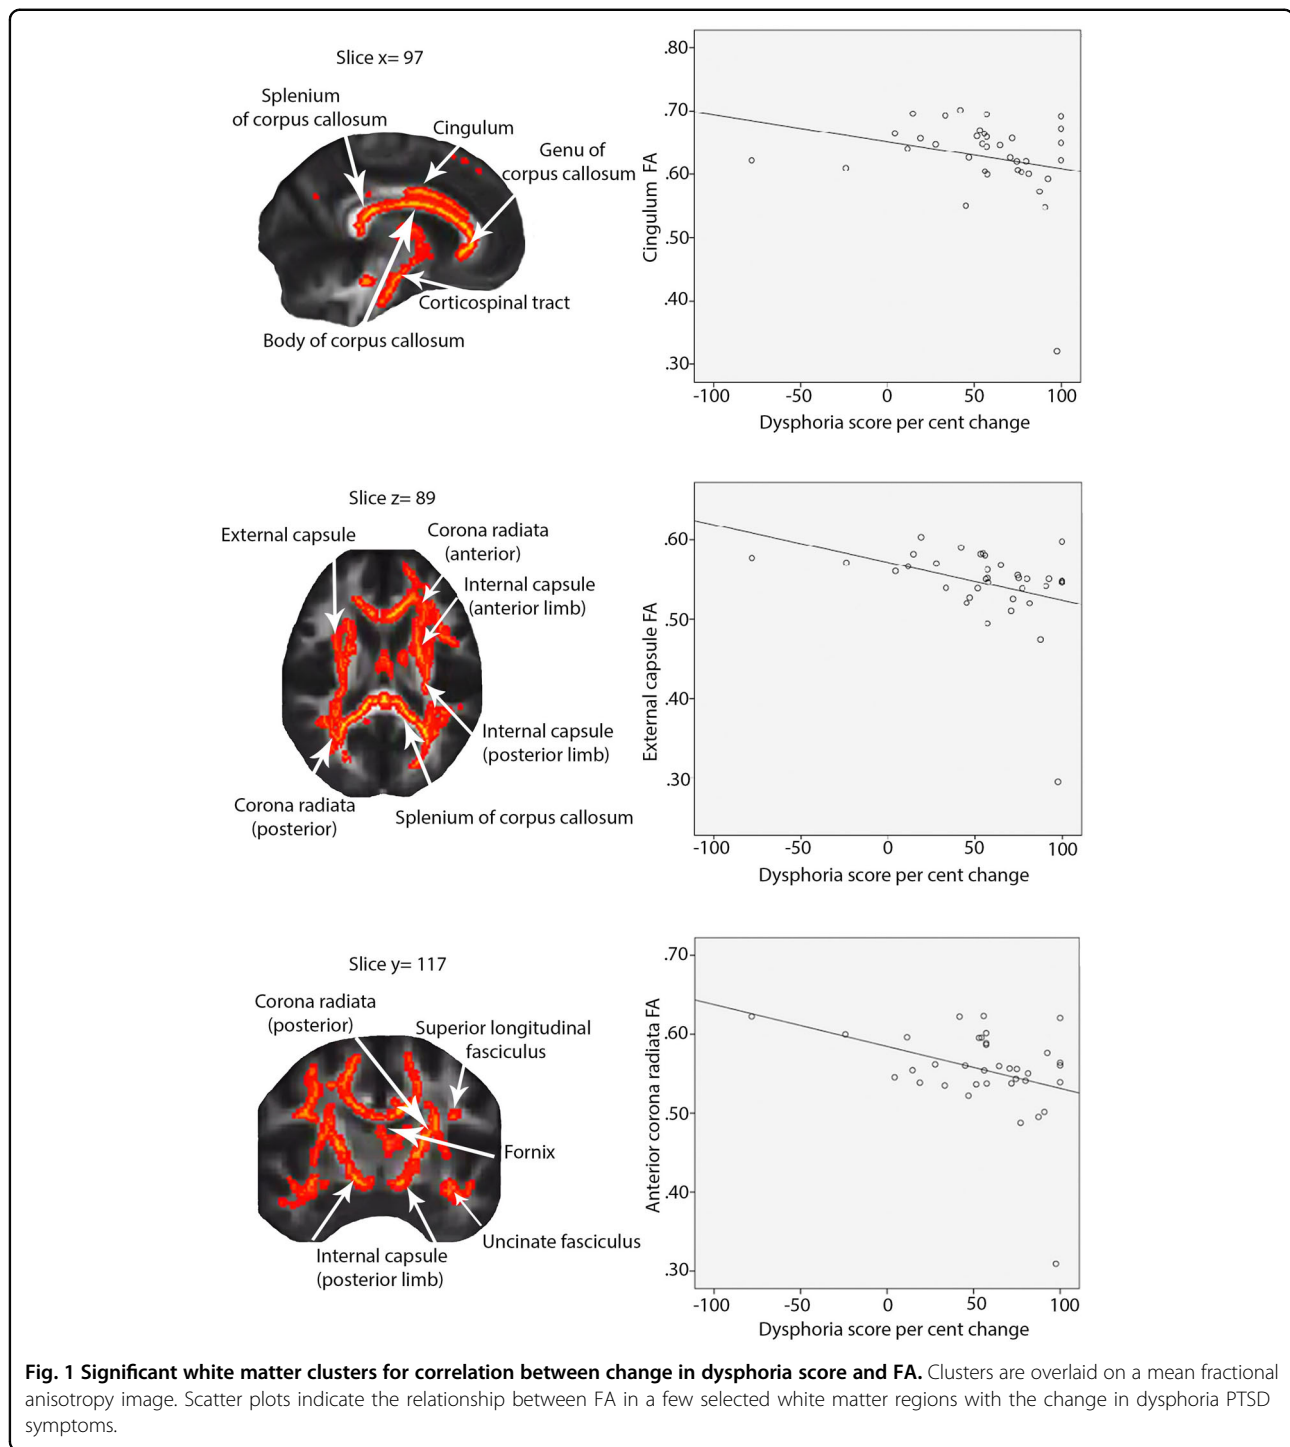 Slice x= 97
Splenium
of corpus callosum
Cingulum
Genu of
corpus callosum
Corticospinal tract
Body of corpus callosum
.80
.70
.60
.50
.40
.30
Cingulum FA
-100 -50 0 50 100
Dysphoria score per cent change
Slice z= 89
External capsule
Corona radiata
(anterior)
Internal capsule
(anterior limb)
Internal capsule
(posterior limb)
Corona radiata
(posterior)
Splenium of corpus callosum
.60
.50
.40
.30
External capsule FA
-100 -50 0 50 100
Dysphoria score per cent change
Slice y= 117
Corona radiata
(posterior)
Superior longitudinal
fasciculus
Fornix
Uncinate fasciculus
Internal capsule
(posterior limb)
.70
.60
.50
.40
.30
Anterior corona radiata FA
-100 -50 0 50 100
Dysphoria score per cent change
Fig. 1 Significant white matter clusters for correlation between change in dysphoria score and FA. Clusters are overlaid on a mean fractional
anisotropy image. Scatter plots indicate the relationship between FA in a few selected white matter regions with the change in dysphoria PTSD
symptoms.